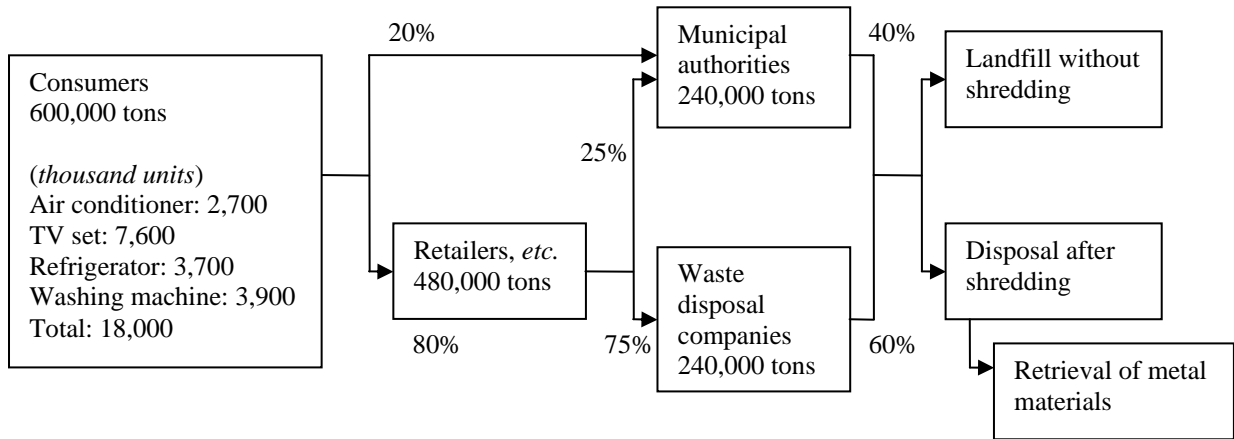 Consumers
600,000 tons
(thousand units)
Air conditioner: 2,700
TV set: 7,600
Refrigerator: 3,700
Washing machine: 3,900
Total: 18,000
20%
80%
Retailers, etc.
480,000 tons
25%
75%
Municipal
authorities
240,000 tons
Waste
disposal
companies
240,000 tons
40%
60%
Landfill without
shredding
Disposal after
shredding
Retrieval of metal
materials